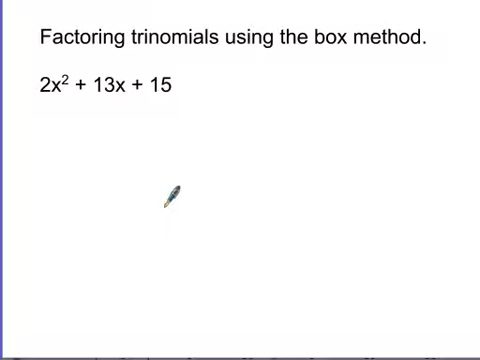 Factoring trinomials using the box method.
2x² + 13x + 15